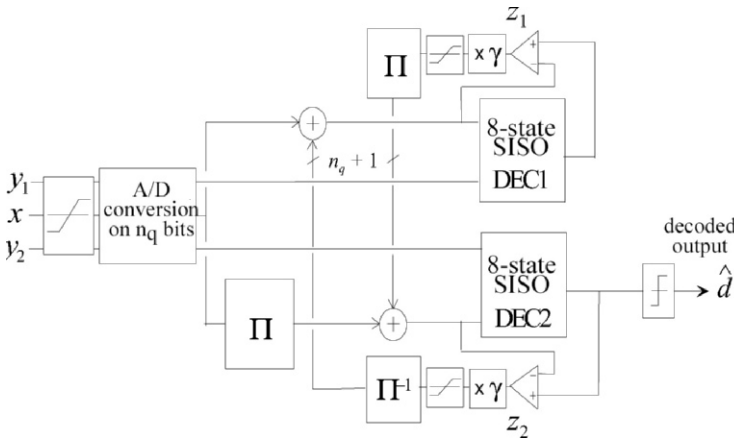 z₁
Π
x γ
+
−
+
8-state
SISO
DEC1
n_q + 1
y₁
x
y₂
A/D
conversion
on n_q bits
decoded
output
d̂
8-state
SISO
DEC2
Π
+
Π⁻¹
x γ
−
+
z₂